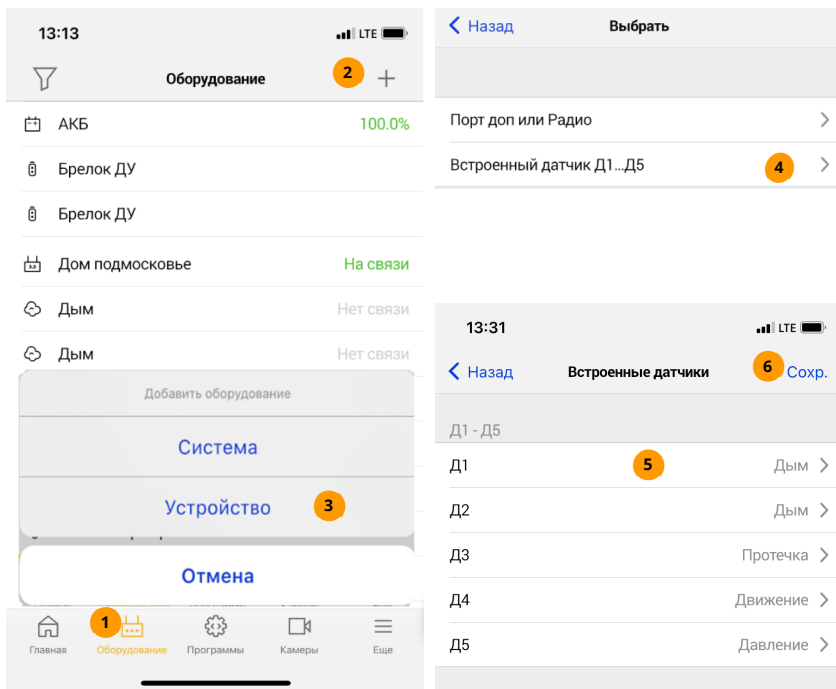 13:13
LTE
Оборудование
2
АКБ 100.0%
Брелок ДУ
Брелок ДУ
Дом подмосковье На связи
Дым Нет связи
Дым Нет связи
Добавить оборудование
Система
Устройство 3
Отмена
1
Главная Оборудование Программы Камеры Еще
Назад Выбрать
Порт доп или Радио
Встроенный датчик Д1...Д5 4
13:31
LTE
Назад Встроенные датчики 6 Сохр.
Д1 - Д5
Д1 5 Дым
Д2 Дым
Д3 Протечка
Д4 Движение
Д5 Давление